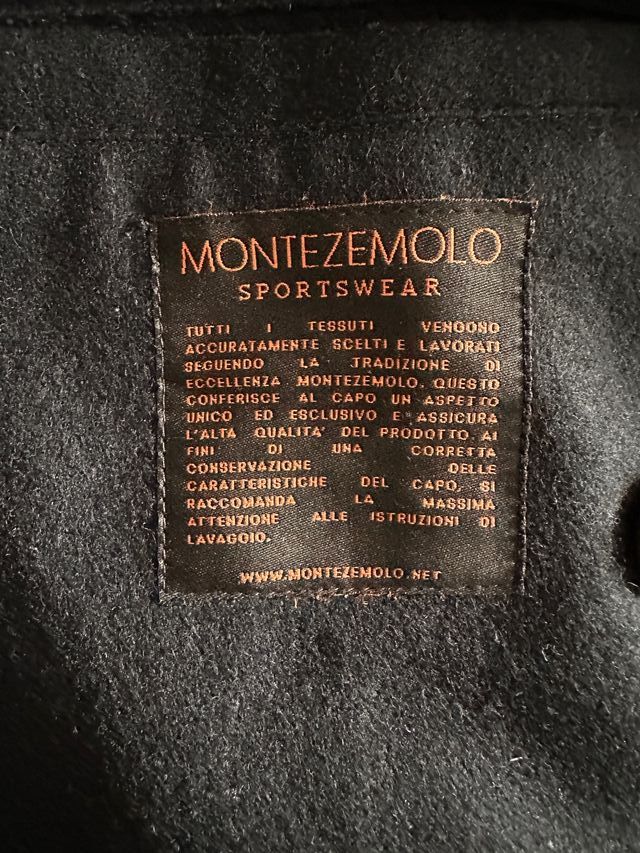 MONTEZEMOLO
SPORTSWEAR
TUTTI I TESSUTI VENGONO
ACCURATAMENTE SCELTI E LAVORATI
SEGUENDO LA TRADIZIONE DI
ECCELLENZA MONTEZEMOLO. QUESTO
CONFERISCE AL CAPO UN ASPETTO
UNICO ED ESCLUSIVO E ASSICURA
L'ALTA QUALITA' DEL PRODOTTO. AI
FINI DI UNA CORRETTA
CONSERVAZIONE DELLE
CARATTERISTICHE DEL CAPO, SI
RACCOMANDA LA MASSIMA
ATTENZIONE ALLE ISTRUZIONI DI
LAVAGGIO.
WWW.MONTEZEMOLO.NET